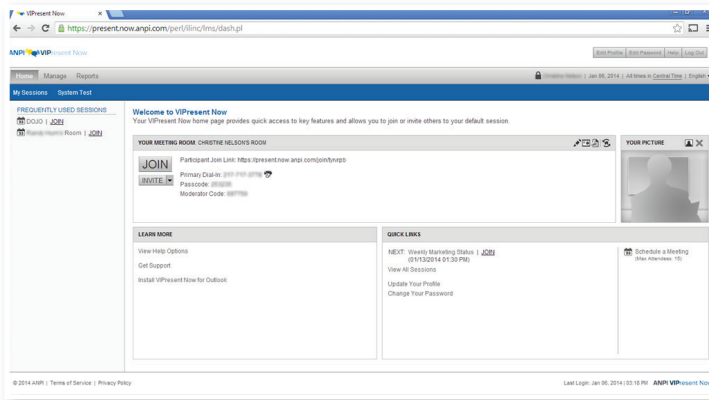 VIPresent Now
https://present.now.anpi.com/perl/ilinc/lms/dash.pl
ANPI VIPresent Now
Edit Profile | Edit Password | Help | Log Out
Home Manage Reports
| Jan 06, 2014 | All times in Central Time | English
My Sessions System Test
FREQUENTLY USED SESSIONS
DOJO | JOIN
Room | JOIN
Welcome to VIPresent Now
Your VIPresent Now home page provides quick access to key features and allows you to join or invite others to your default session.
YOUR MEETING ROOM: CHRISTINE NELSON'S ROOM
JOIN
INVITE
Participant Join Link: https://present.now.anpi.com/join/tyvrpb
Primary Dial-In:
Passcode:
Moderator Code:
YOUR PICTURE
LEARN MORE
View Help Options
Get Support
Install VIPresent Now for Outlook
QUICK LINKS
NEXT: Weekly Marketing Status | JOIN
(01/13/2014 01:30 PM)
View All Sessions
Update Your Profile
Change Your Password
Schedule a Meeting
(Max Attendees: 15)
© 2014 ANPI | Terms of Service | Privacy Policy
Last Login: Jan 06, 2014 | 03:18 PM ANPI VIPresent Now